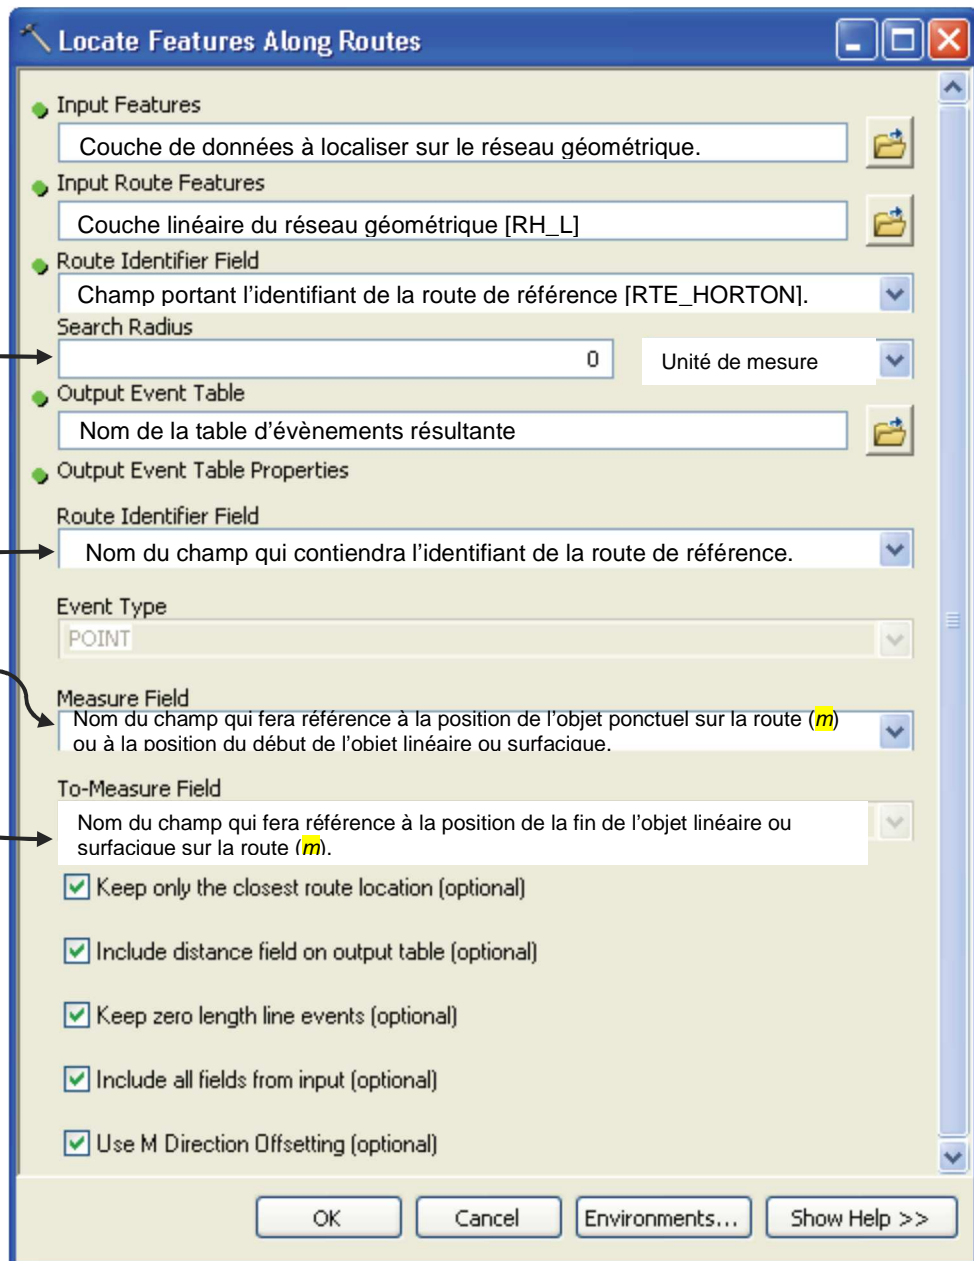 Locate Features Along Routes
Input Features
Couche de données à localiser sur le réseau géométrique.
Input Route Features
Couche linéaire du réseau géométrique [RH_L]
Route Identifier Field
Champ portant l’identifiant de la route de référence [RTE_HORTON].
Search Radius
0 Unité de mesure
Output Event Table
Nom de la table d’évènements résultante
Output Event Table Properties
Route Identifier Field
Nom du champ qui contiendra l’identifiant de la route de référence.
Event Type
POINT
Measure Field
Nom du champ qui fera référence à la position de l’objet ponctuel sur la route (m)
ou à la position du début de l’objet linéaire ou surfacique.
To-Measure Field
Nom du champ qui fera référence à la position de la fin de l’objet linéaire ou
surfacique sur la route (m).
Keep only the closest route location (optional)
Include distance field on output table (optional)
Keep zero length line events (optional)
Include all fields from input (optional)
Use M Direction Offsetting (optional)
OK Cancel Environments... Show Help >>